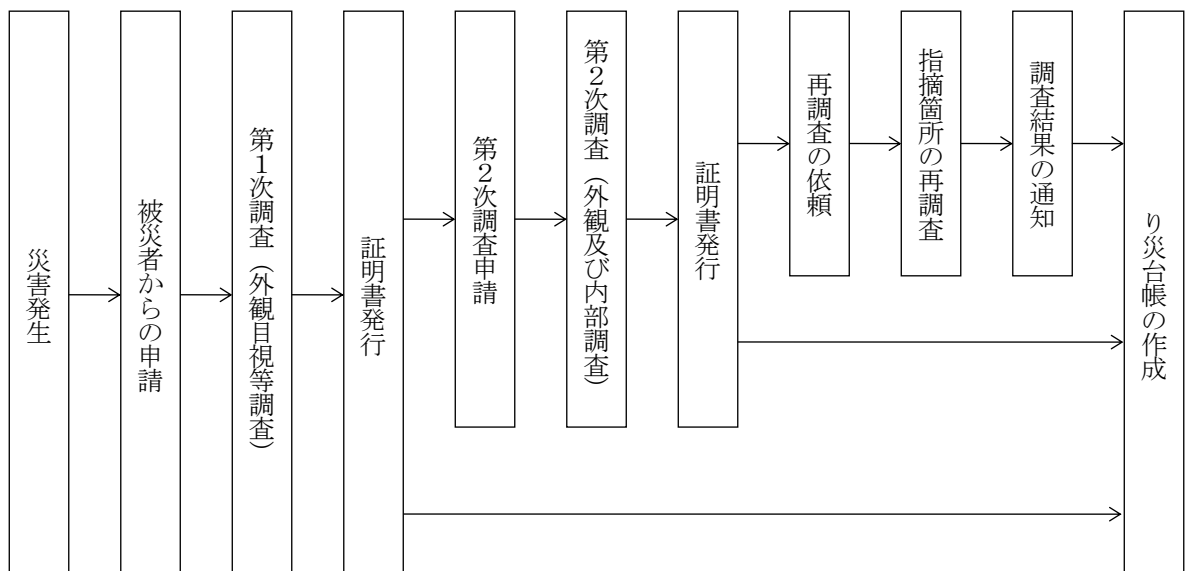 災害発生
被災者からの申請
第１次調査（外観目視等調査）
証明書発行
第２次調査申請
第２次調査（外観及び内部調査）
証明書発行
再調査の依頼
指摘箇所の再調査
調査結果の通知
り災台帳の作成